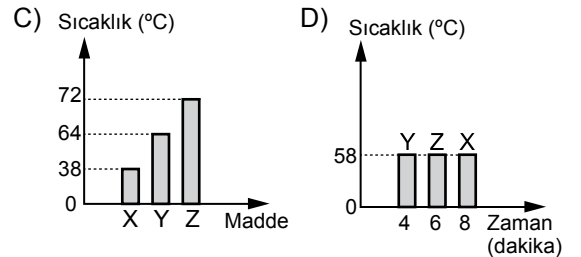 C) Sıcaklık (ºC)
72
64
38
0
X Y Z Madde
D)
Sıcaklık (ºC)
Y Z X
58
0
4 6 8 Zaman
(dakika)